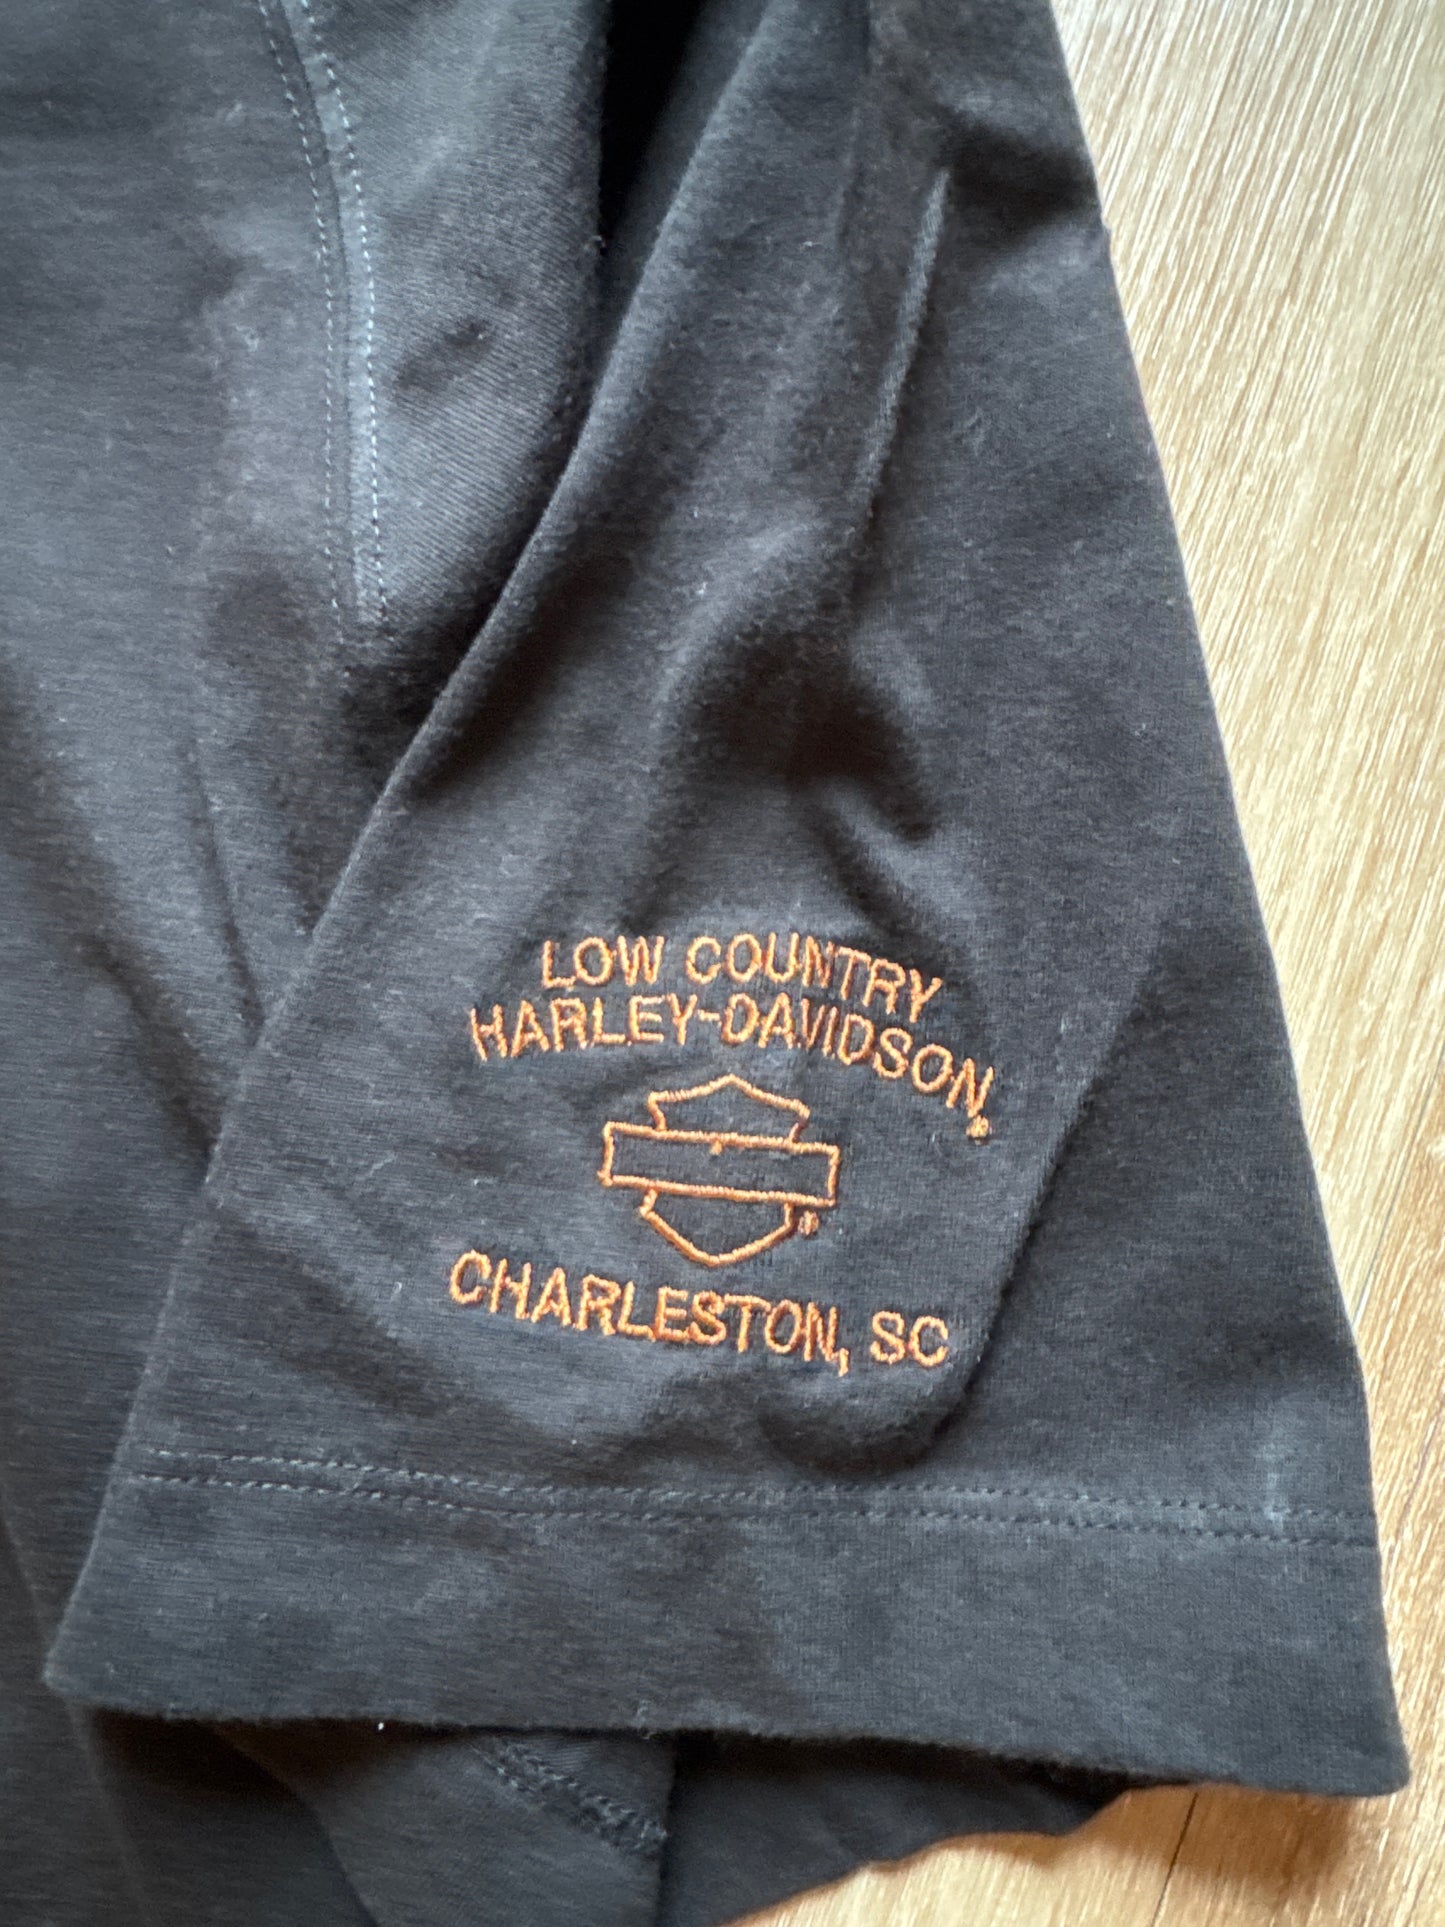 LOW COUNTRY
HARLEY-DAVIDSON®
®
CHARLESTON, SC